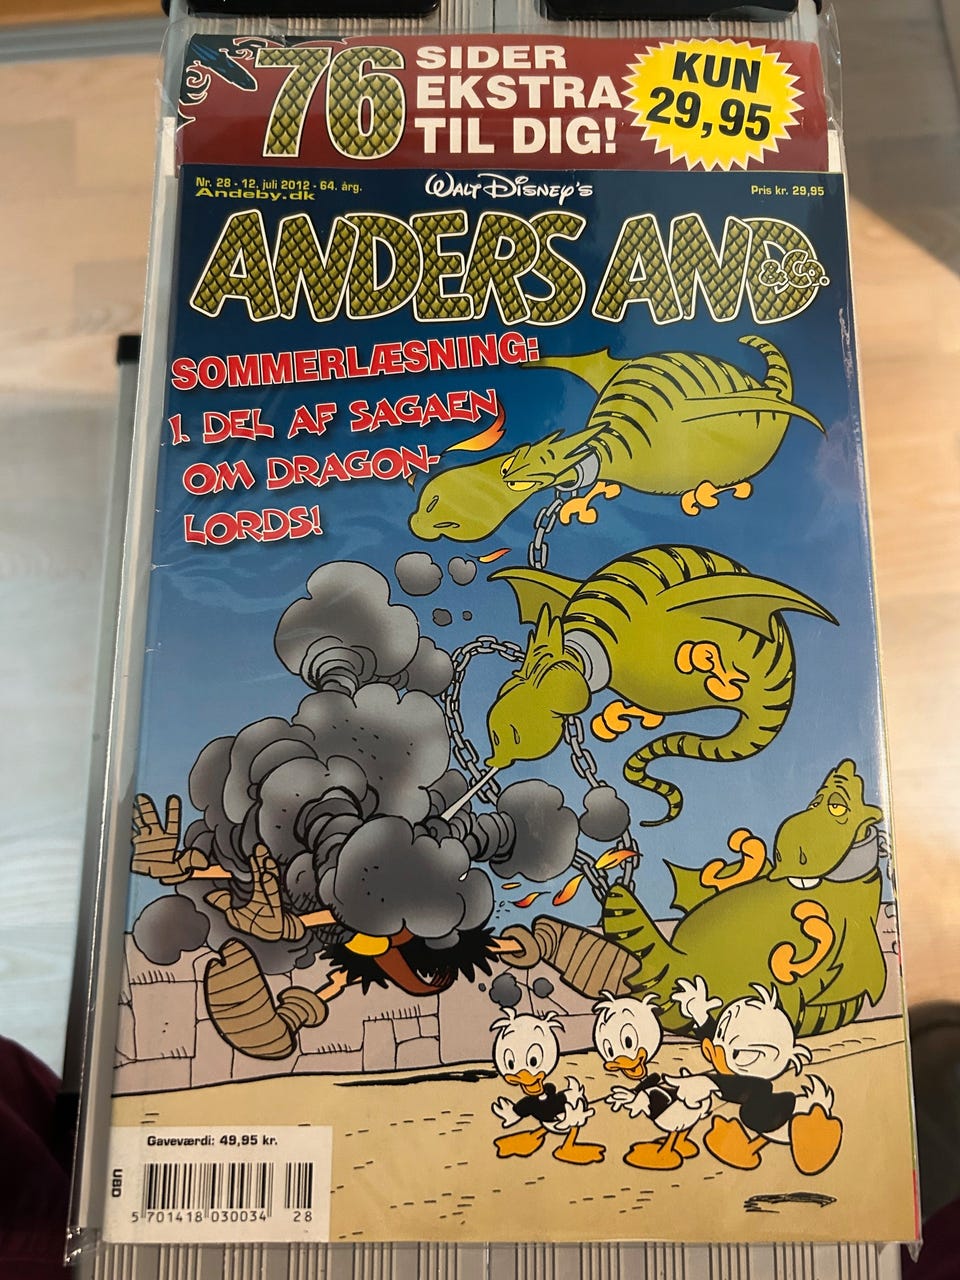 76 SIDER
EKSTRA
TIL DIG!
KUN
29,95
Nr. 28 - 12. juli 2012 - 64. årg.
Andeby.dk
WALT DISNEY'S
Pris kr. 29,95
ANDERS AND
& Co.
SOMMERLÆSNING:
1. DEL AF SAGAEN
OM DRAGON-
LORDS!
Gaveværdi: 49,95 kr.
UBD
5 701418 030034 28